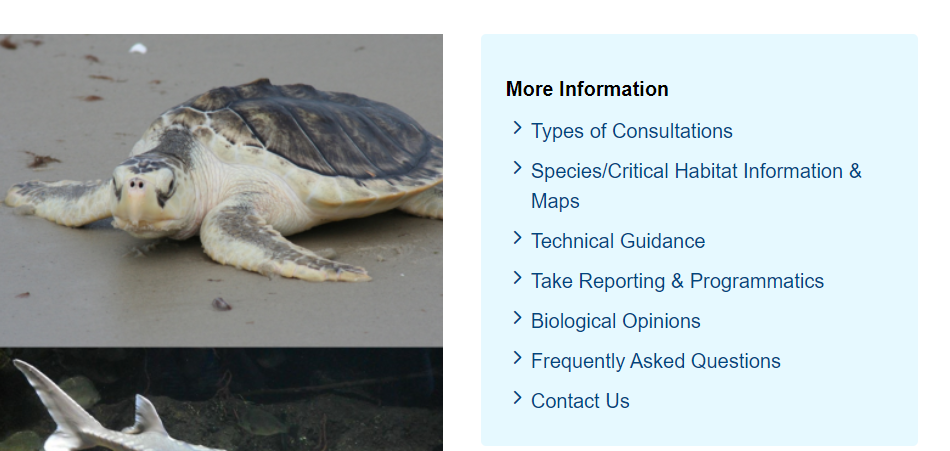 More Information
Types of Consultations
Species/Critical Habitat Information &
Maps
Technical Guidance
Take Reporting & Programmatics
Biological Opinions
Frequently Asked Questions
Contact Us